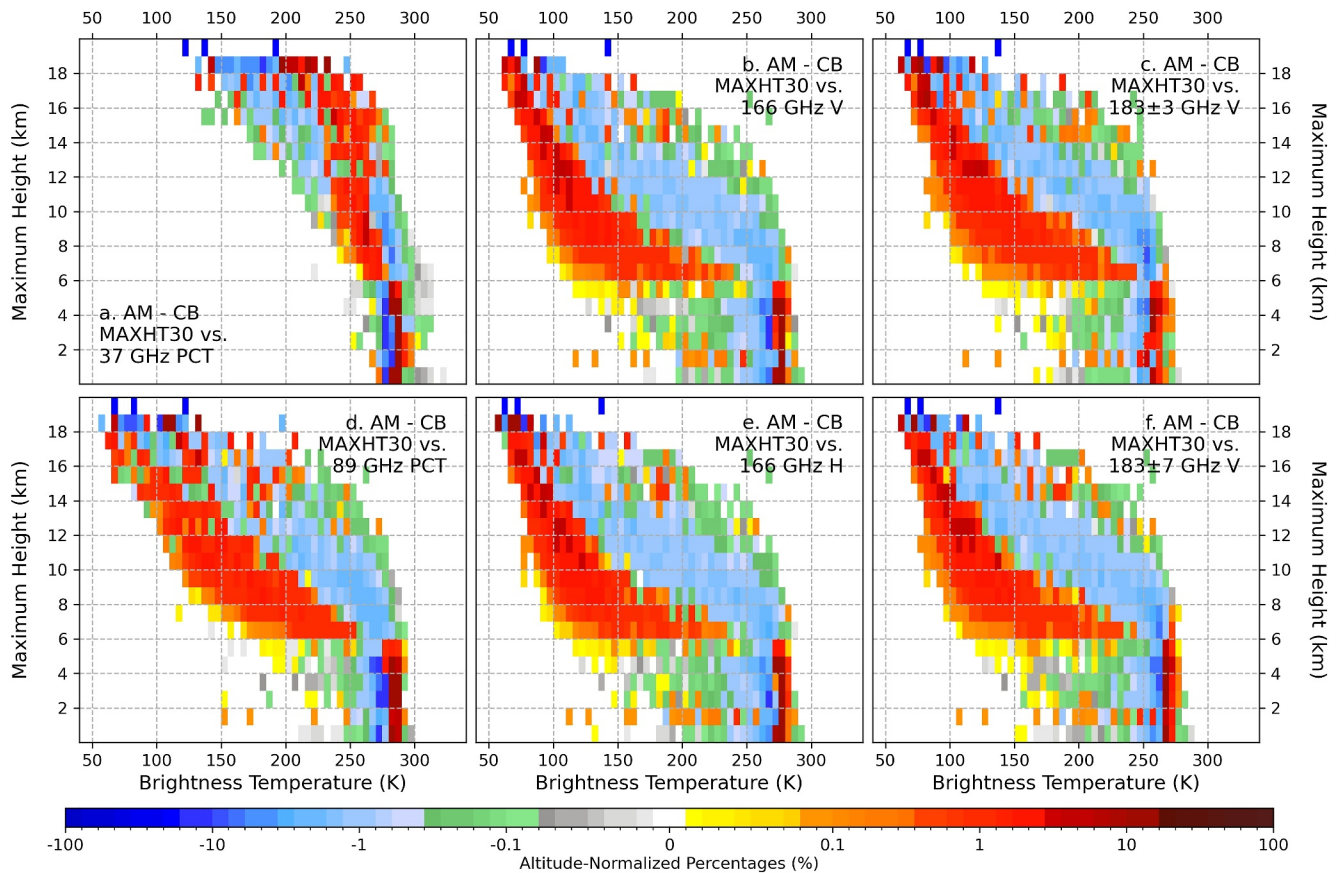 50 100 150 200 250 300
50 100 150 200 250 300
50 100 150 200 250 300
Maximum Height (km)
18
16
14
12
10
8
6
4
2
a. AM - CB
MAXHT30 vs.
37 GHz PCT
b. AM - CB
MAXHT30 vs.
166 GHz V
c. AM - CB
MAXHT30 vs.
183±3 GHz V
18
16
14
12
10
8
6
4
2
Maximum Height (km)
Maximum Height (km)
18
16
14
12
10
8
6
4
2
d. AM - CB
MAXHT30 vs.
89 GHz PCT
e. AM - CB
MAXHT30 vs.
166 GHz H
f. AM - CB
MAXHT30 vs.
183±7 GHz V
18
16
14
12
10
8
6
4
2
Maximum Height (km)
50 100 150 200 250 300
50 100 150 200 250 300
50 100 150 200 250 300
Brightness Temperature (K)
Brightness Temperature (K)
Brightness Temperature (K)
-100 -10 -1 -0.1 0 0.1 1 10 100
Altitude-Normalized Percentages (%)